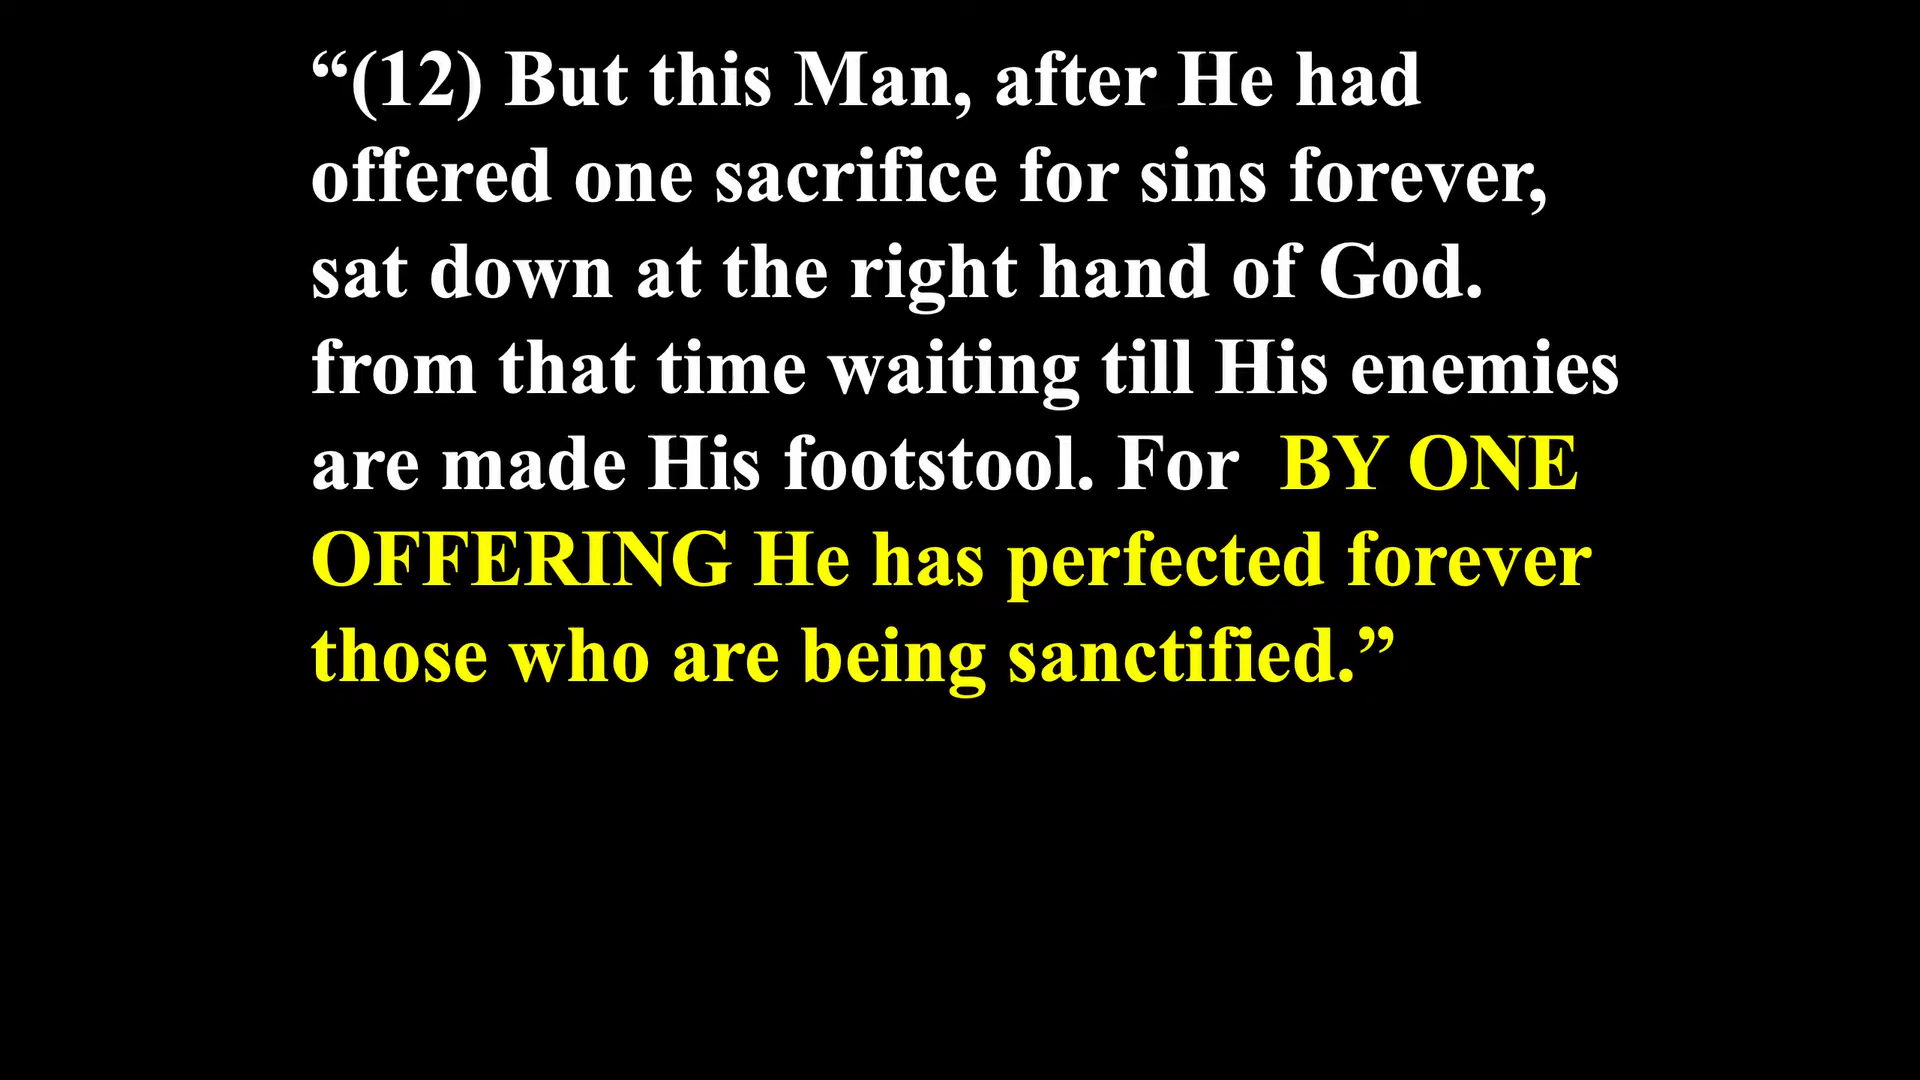 “(12) But this Man, after He had
offered one sacrifice for sins forever,
sat down at the right hand of God.
from that time waiting till His enemies
are made His footstool. For  BY ONE
OFFERING He has perfected forever
those who are being sanctified.”